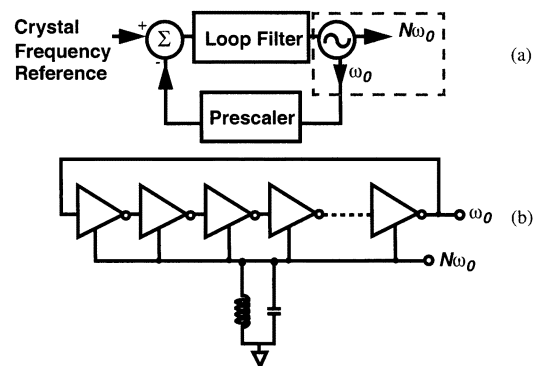 Crystal
Frequency
Reference
+
Σ
-
Loop Filter
Nω₀
ω₀
(a)
Prescaler
ω₀
(b)
Nω₀